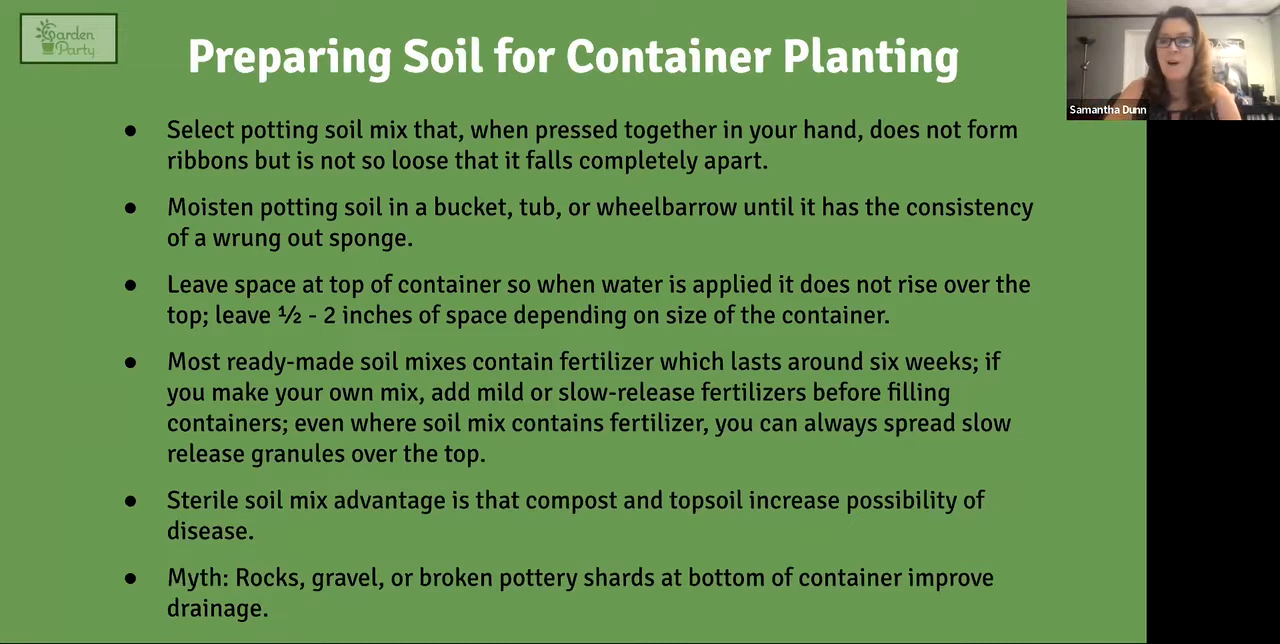 Garden
Party
Preparing Soil for Container Planting
Samantha Dunn
● Select potting soil mix that, when pressed together in your hand, does not form
ribbons but is not so loose that it falls completely apart.
● Moisten potting soil in a bucket, tub, or wheelbarrow until it has the consistency
of a wrung out sponge.
● Leave space at top of container so when water is applied it does not rise over the
top; leave ½ - 2 inches of space depending on size of the container.
● Most ready-made soil mixes contain fertilizer which lasts around six weeks; if
you make your own mix, add mild or slow-release fertilizers before filling
containers; even where soil mix contains fertilizer, you can always spread slow
release granules over the top.
● Sterile soil mix advantage is that compost and topsoil increase possibility of
disease.
● Myth: Rocks, gravel, or broken pottery shards at bottom of container improve
drainage.